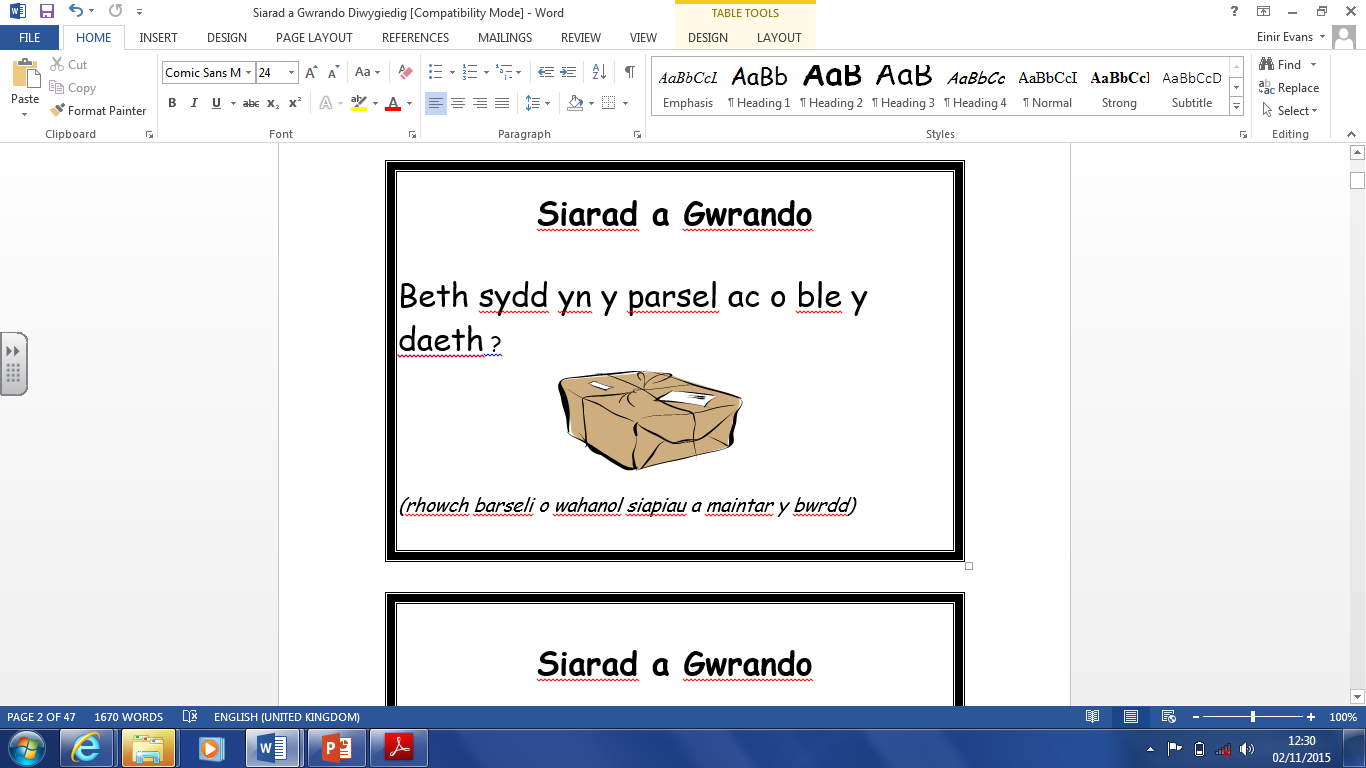 Siarad a Gwrando Diwygiedig [Compatibility Mode] - Word
TABLE TOOLS
?
FILE HOME INSERT DESIGN PAGE LAYOUT REFERENCES MAILINGS REVIEW VIEW DESIGN LAYOUT Einir Evans
Paste
Cut
Copy
Format Painter
Clipboard
Comic Sans M 24
Aa
B I U abc x₂ x²
Font
Paragraph
AaBbCcI AaBb AaB AaB AaBbCc AaBbCcI AaBbCcI AaBbCcD
Emphasis ¶ Heading 1 ¶ Heading 2 ¶ Heading 3 ¶ Heading 4 ¶ Normal Strong Subtitle
Styles
Find
Replace
Select
Editing
Siarad a Gwrando
Beth sydd yn y parsel ac o ble y
daeth ?
(rhowch barseli o wahanol siapiau a maintar y bwrdd)
Siarad a Gwrando
PAGE 2 OF 47 1670 WORDS ENGLISH (UNITED KINGDOM) 100%
12:30
02/11/2015